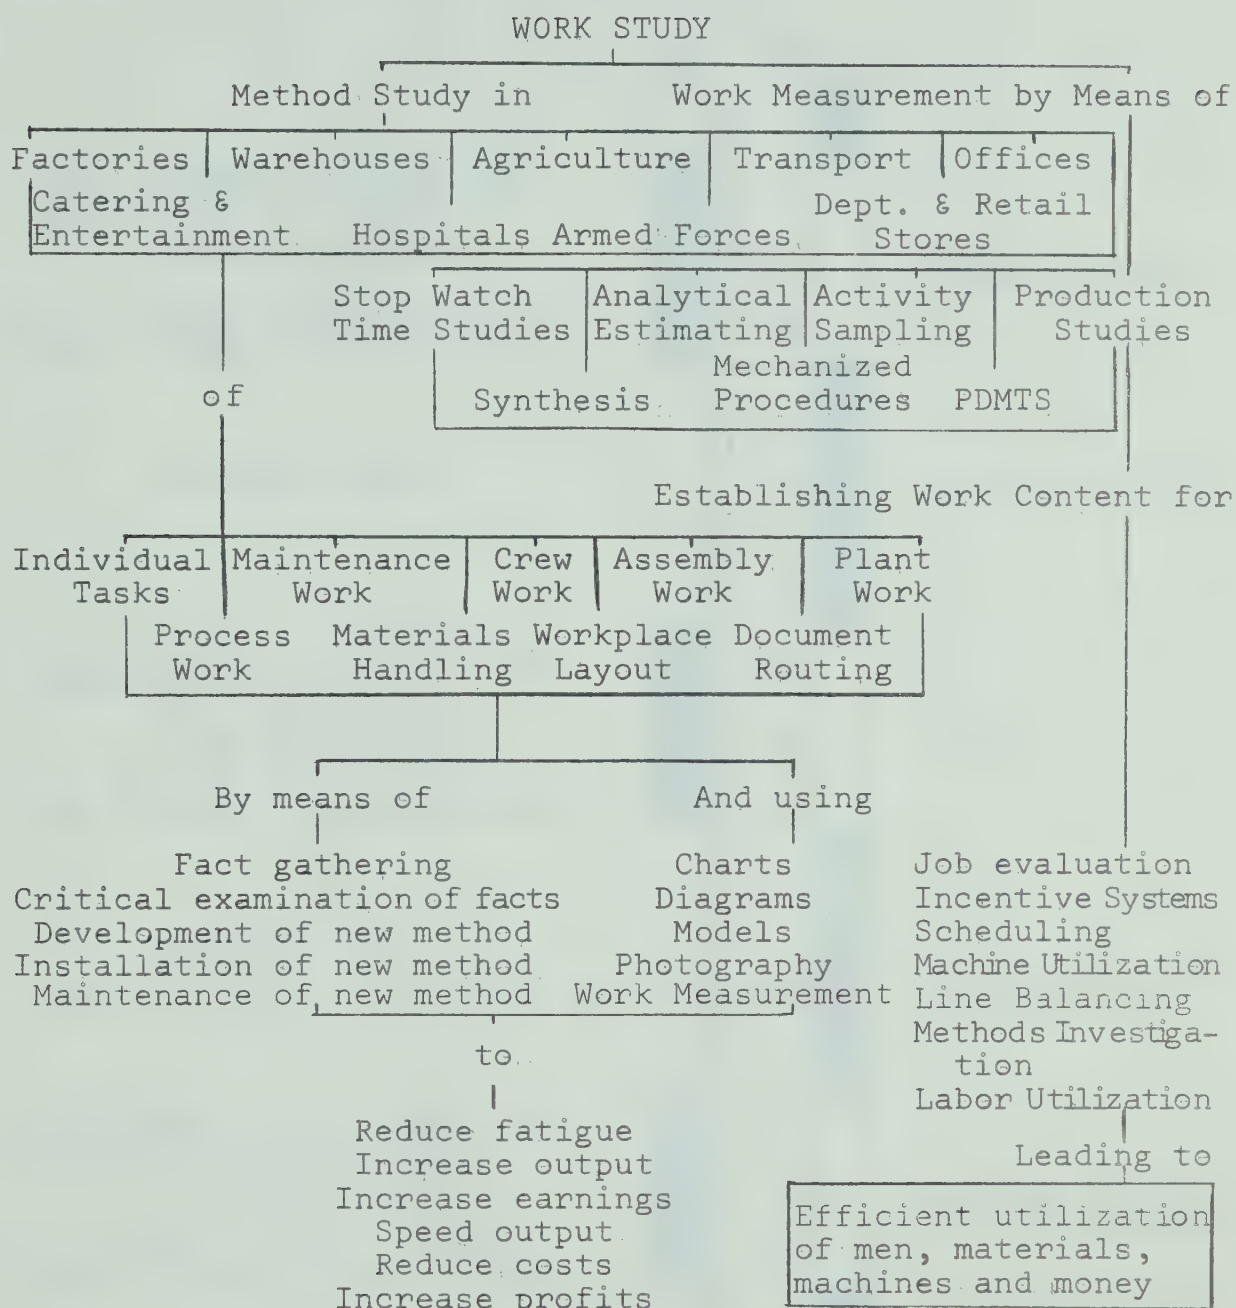 WORK STUDY
Method Study in Work Measurement by Means of
Factories Warehouses Agriculture Transport Offices
Catering & Dept. & Retail
Entertainment Hospitals Armed Forces Stores
Stop Watch Analytical Activity Production
Time Studies Estimating Sampling Studies
Mechanized
of Synthesis Procedures PDMTS
Establishing Work Content for
Individual Maintenance Crew Assembly Plant
Tasks Work Work Work Work
Process Materials Workplace Document
Work Handling Layout Routing
By means of And using
Fact gathering Charts Job evaluation
Critical examination of facts Diagrams Incentive Systems
Development of new method Models Scheduling
Installation of new method Photography Machine Utilization
Maintenance of new method Work Measurement Line Balancing
Methods Investiga-
to tion
Labor Utilization
Reduce fatigue
Increase output Leading to
Increase earnings
Speed output Efficient utilization
Reduce costs of men, materials,
Increase profits machines and money